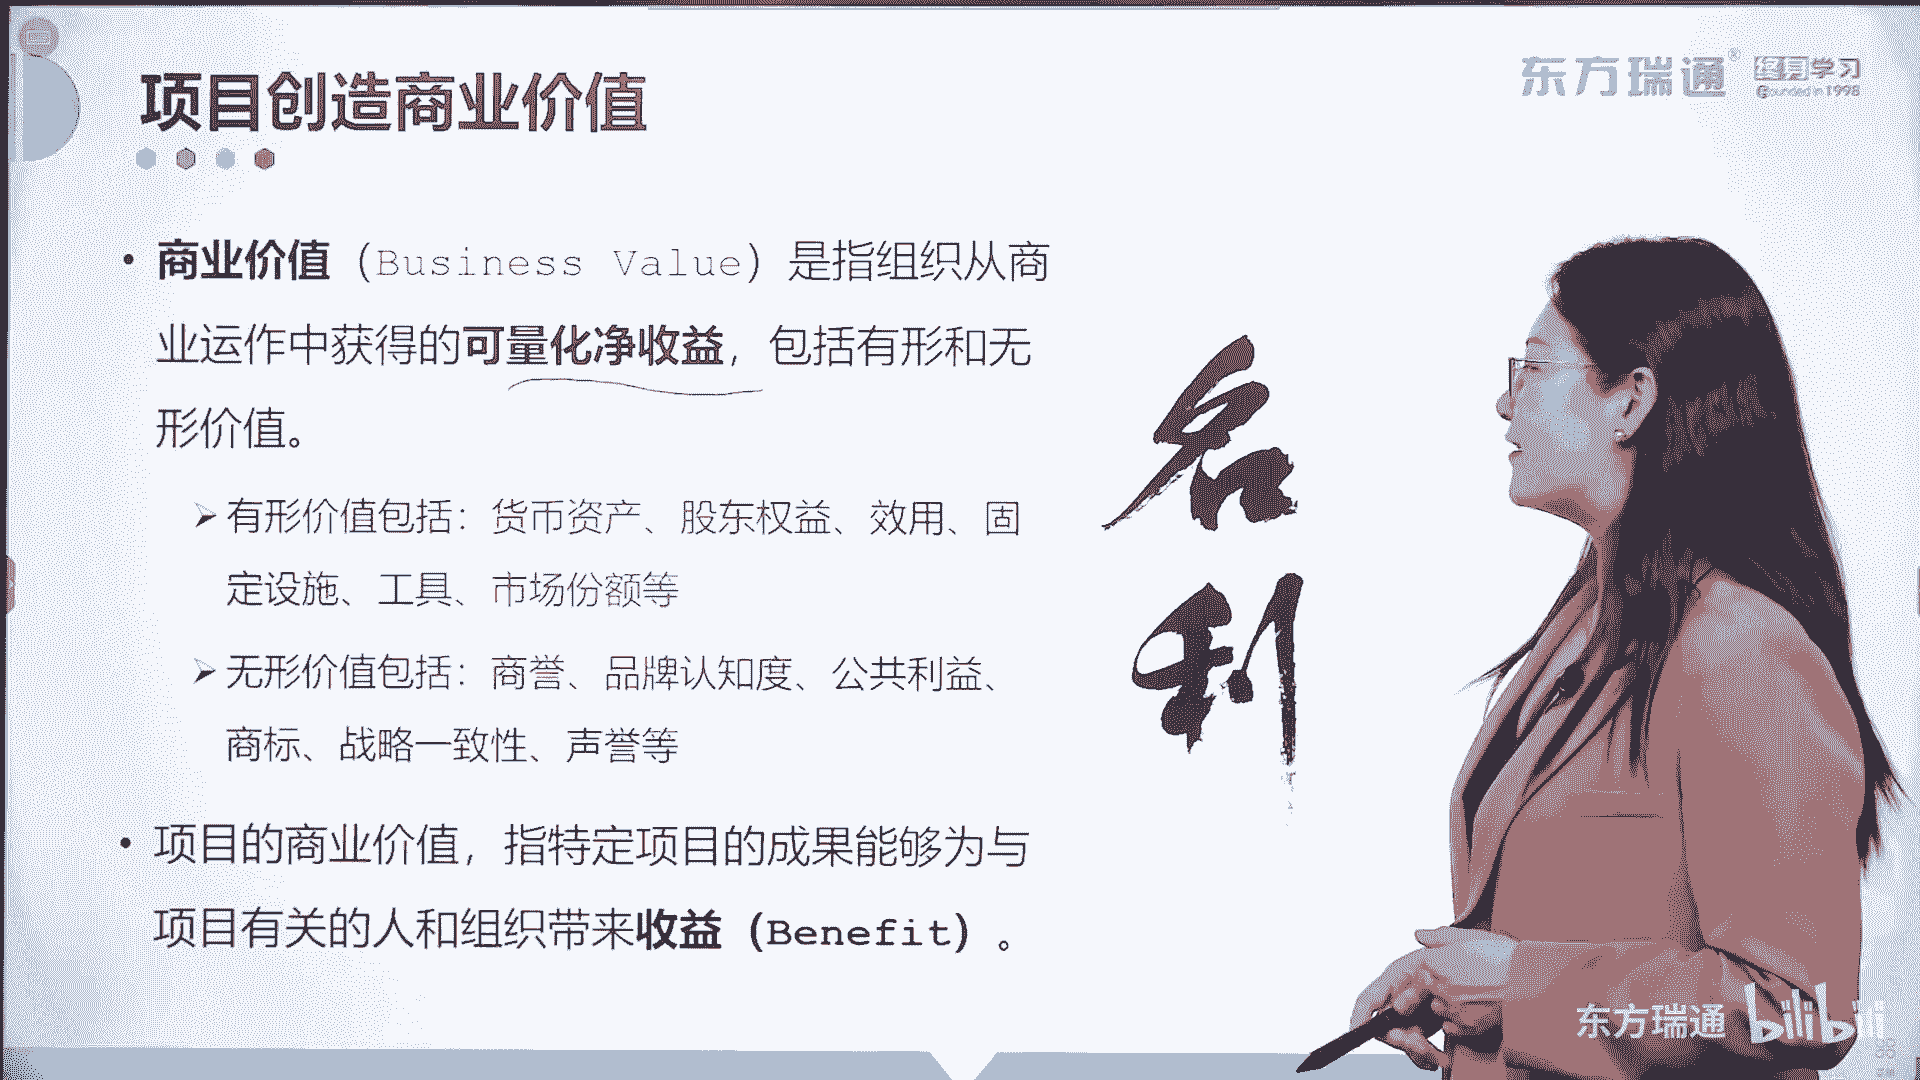 项目创造商业价值
东方瑞通®
终身学习
Founded in 1998
• 商业价值（Business Value）是指组织从商
业运作中获得的可量化净收益，包括有形和无
形价值。
➢ 有形价值包括：货币资产、股东权益、效用、固
定设施、工具、市场份额等
➢ 无形价值包括：商誉、品牌认知度、公共利益、
商标、战略一致性、声誉等
• 项目的商业价值，指特定项目的成果能够为与
项目有关的人和组织带来收益（Benefit）。
名
利
东方瑞通 bilibili